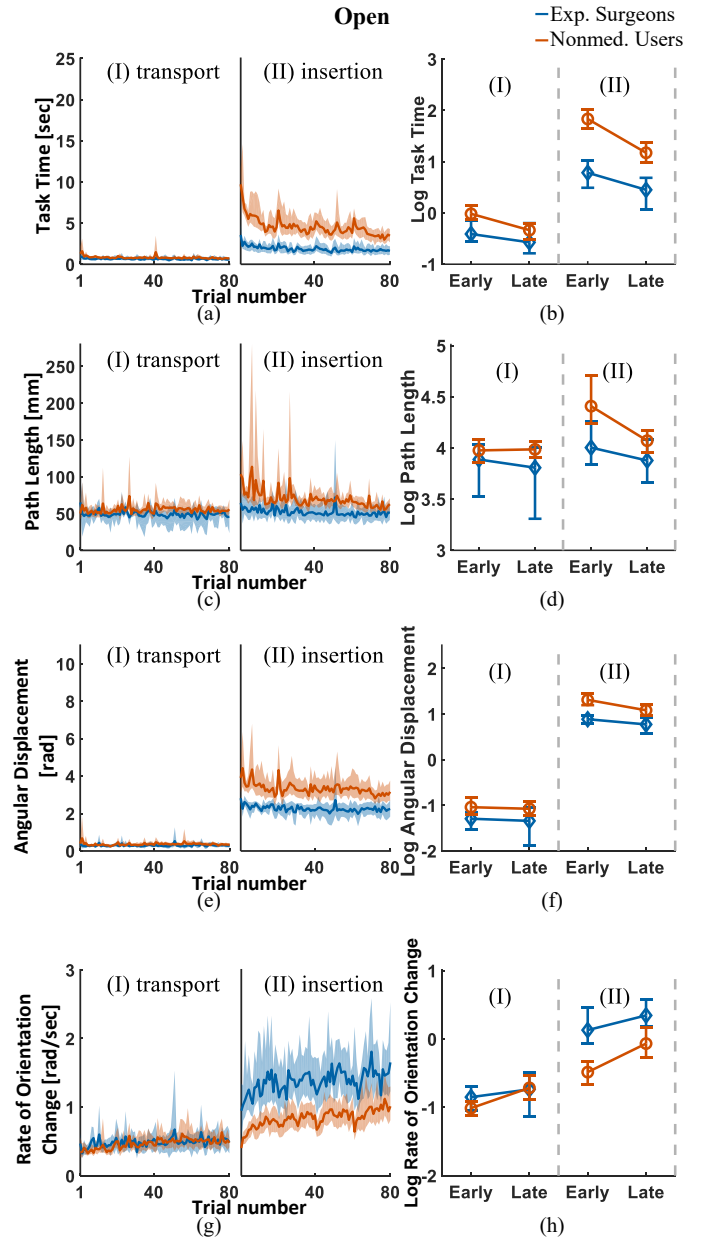 Open
Exp. Surgeons
Nonmed. Users
(I) transport
(II) insertion
Task Time [sec]
25
20
15
10
5
0
1
40
80
40
80
Trial number
(a)
Log Task Time
3
2
1
0
-1
(I)
(II)
Early
Late
Early
Late
(b)
(I) transport
(II) insertion
Path Length [mm]
250
200
150
100
50
0
1
40
80
40
80
Trial number
(c)
Log Path Length
5
4.5
4
3.5
3
(I)
(II)
Early
Late
Early
Late
(d)
(I) transport
(II) insertion
Angular Displacement
[rad]
10
8
6
4
2
0
1
40
80
40
80
Trial number
(e)
Log Angular Displacement
2
1
0
-1
-2
(I)
(II)
Early
Late
Early
Late
(f)
(I) transport
(II) insertion
Rate of Orientation
Change [rad/sec]
3
2
1
0
1
40
80
40
80
Trial number
(g)
Log Rate of Orientation Change
1
0
-1
-2
(I)
(II)
Early
Late
Early
Late
(h)